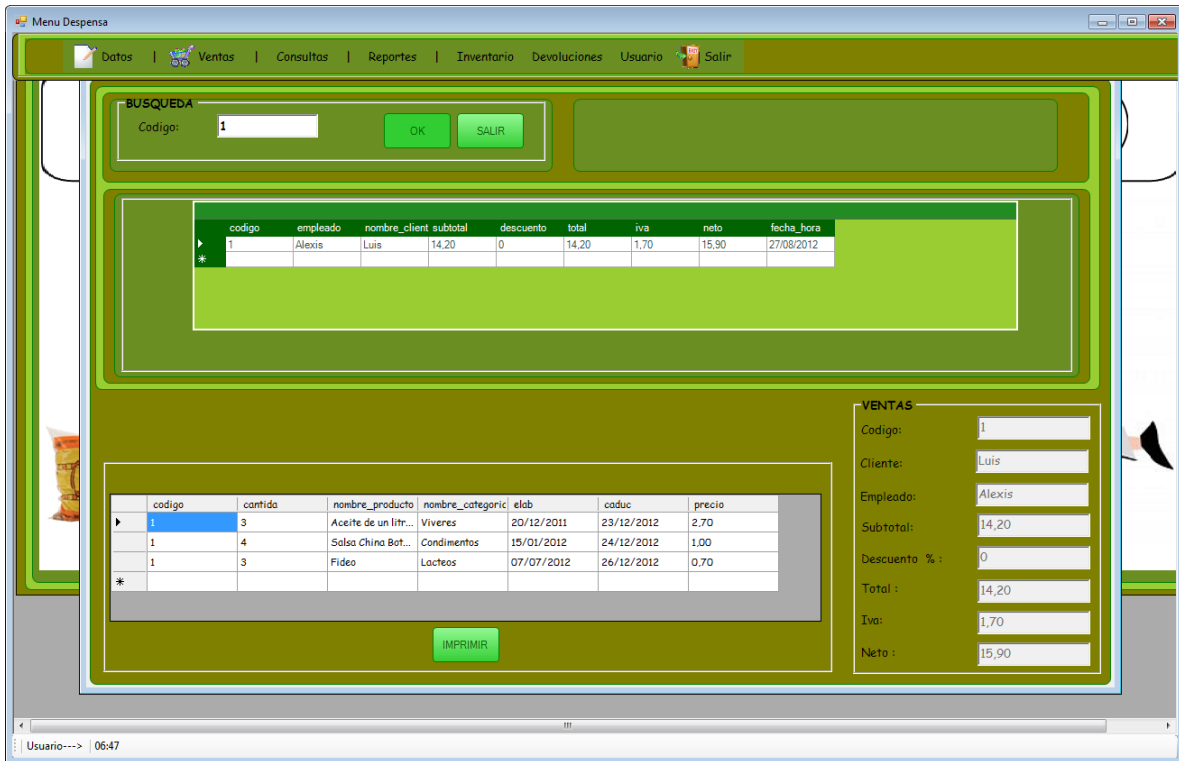 Menu Despensa
Datos | Ventas | Consultas | Reportes | Inventario Devoluciones Usuario Salir
BUSQUEDA
Codigo: 1 OK SALIR
codigo empleado nombre_client subtotal descuento total iva neto fecha_hora
1 Alexis Luis 14,20 0 14,20 1,70 15,90 27/08/2012
codigo cantida nombre_producto nombre_categoric elab caduc precio
1 3 Aceite de un litr... Viveres 20/12/2011 23/12/2012 2,70
1 4 Salsa China Bot... Condimentos 15/01/2012 24/12/2012 1,00
1 3 Fideo Lacteos 07/07/2012 26/12/2012 0,70
IMPRIMIR
VENTAS
Codigo: 1
Cliente: Luis
Empleado: Alexis
Subtotal: 14,20
Descuento % : 0
Total : 14,20
Iva: 1,70
Neto : 15,90
Usuario---> 06:47